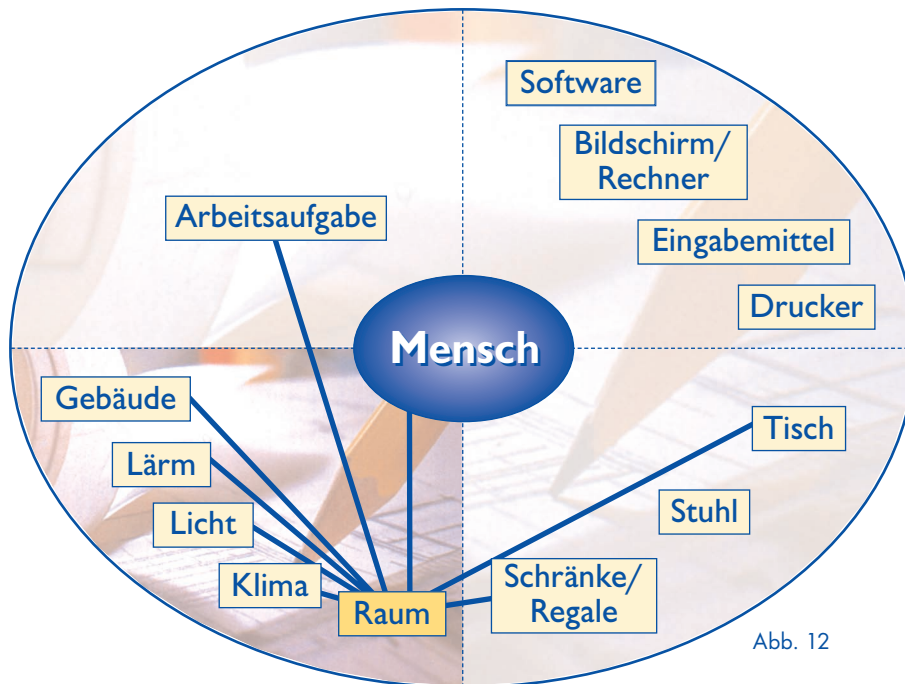 Software
Bildschirm/
Rechner
Arbeitsaufgabe
Eingabemittel
Drucker
Mensch
Gebäude
Tisch
Lärm
Stuhl
Licht
Klima
Raum
Schränke/
Regale
Abb. 12